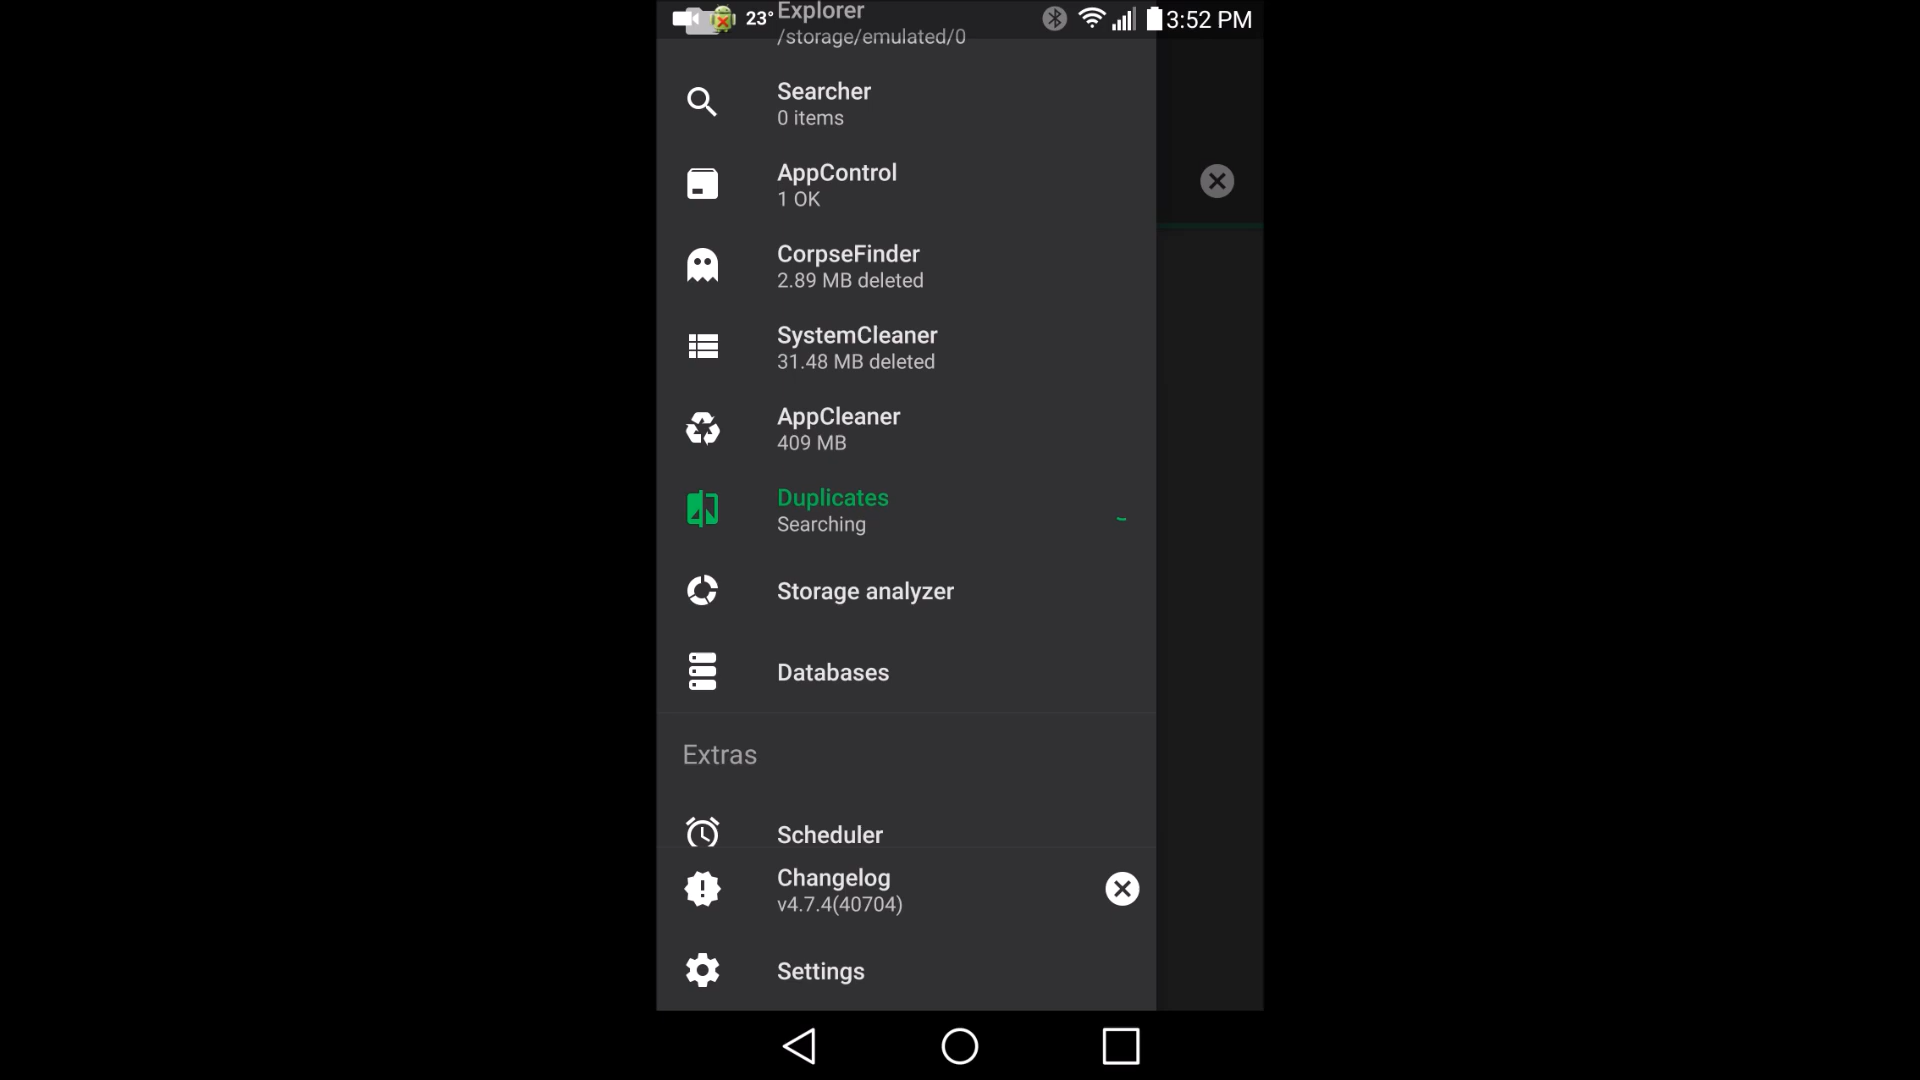 23° Explorer 3:52 PM
/storage/emulated/0
Searcher
0 items
AppControl
1 OK
CorpseFinder
2.89 MB deleted
SystemCleaner
31.48 MB deleted
AppCleaner
409 MB
Duplicates
Searching
Storage analyzer
Databases
Extras
Scheduler
Changelog
v4.7.4(40704)
Settings